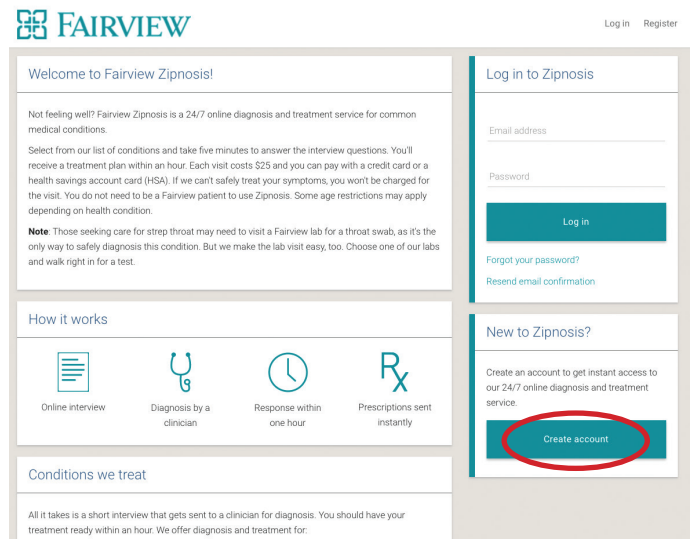 FAIRVIEW
Log in Register
Welcome to Fairview Zipnosis!
Not feeling well? Fairview Zipnosis is a 24/7 online diagnosis and treatment service for common
medical conditions.
Select from our list of conditions and take five minutes to answer the interview questions. You'll
receive a treatment plan within an hour. Each visit costs $25 and you can pay with a credit card or a
health savings account card (HSA). If we can't safely treat your symptoms, you won't be charged for
the visit. You do not need to be a Fairview patient to use Zipnosis. Some age restrictions may apply
depending on health condition.
Note: Those seeking care for strep throat may need to visit a Fairview lab for a throat swab, as it's the
only way to safely diagnosis this condition. But we make the lab visit easy, too. Choose one of our labs
and walk right in for a test.
How it works
Online interview
Diagnosis by a
clinician
Response within
one hour
Rx
Prescriptions sent
instantly
Conditions we treat
All it takes is a short interview that gets sent to a clinician for diagnosis. You should have your
treatment ready within an hour. We offer diagnosis and treatment for:
Log in to Zipnosis
Email address
Password
Log in
Forgot your password?
Resend email confirmation
New to Zipnosis?
Create an account to get instant access to
our 24/7 online diagnosis and treatment
service.
Create account